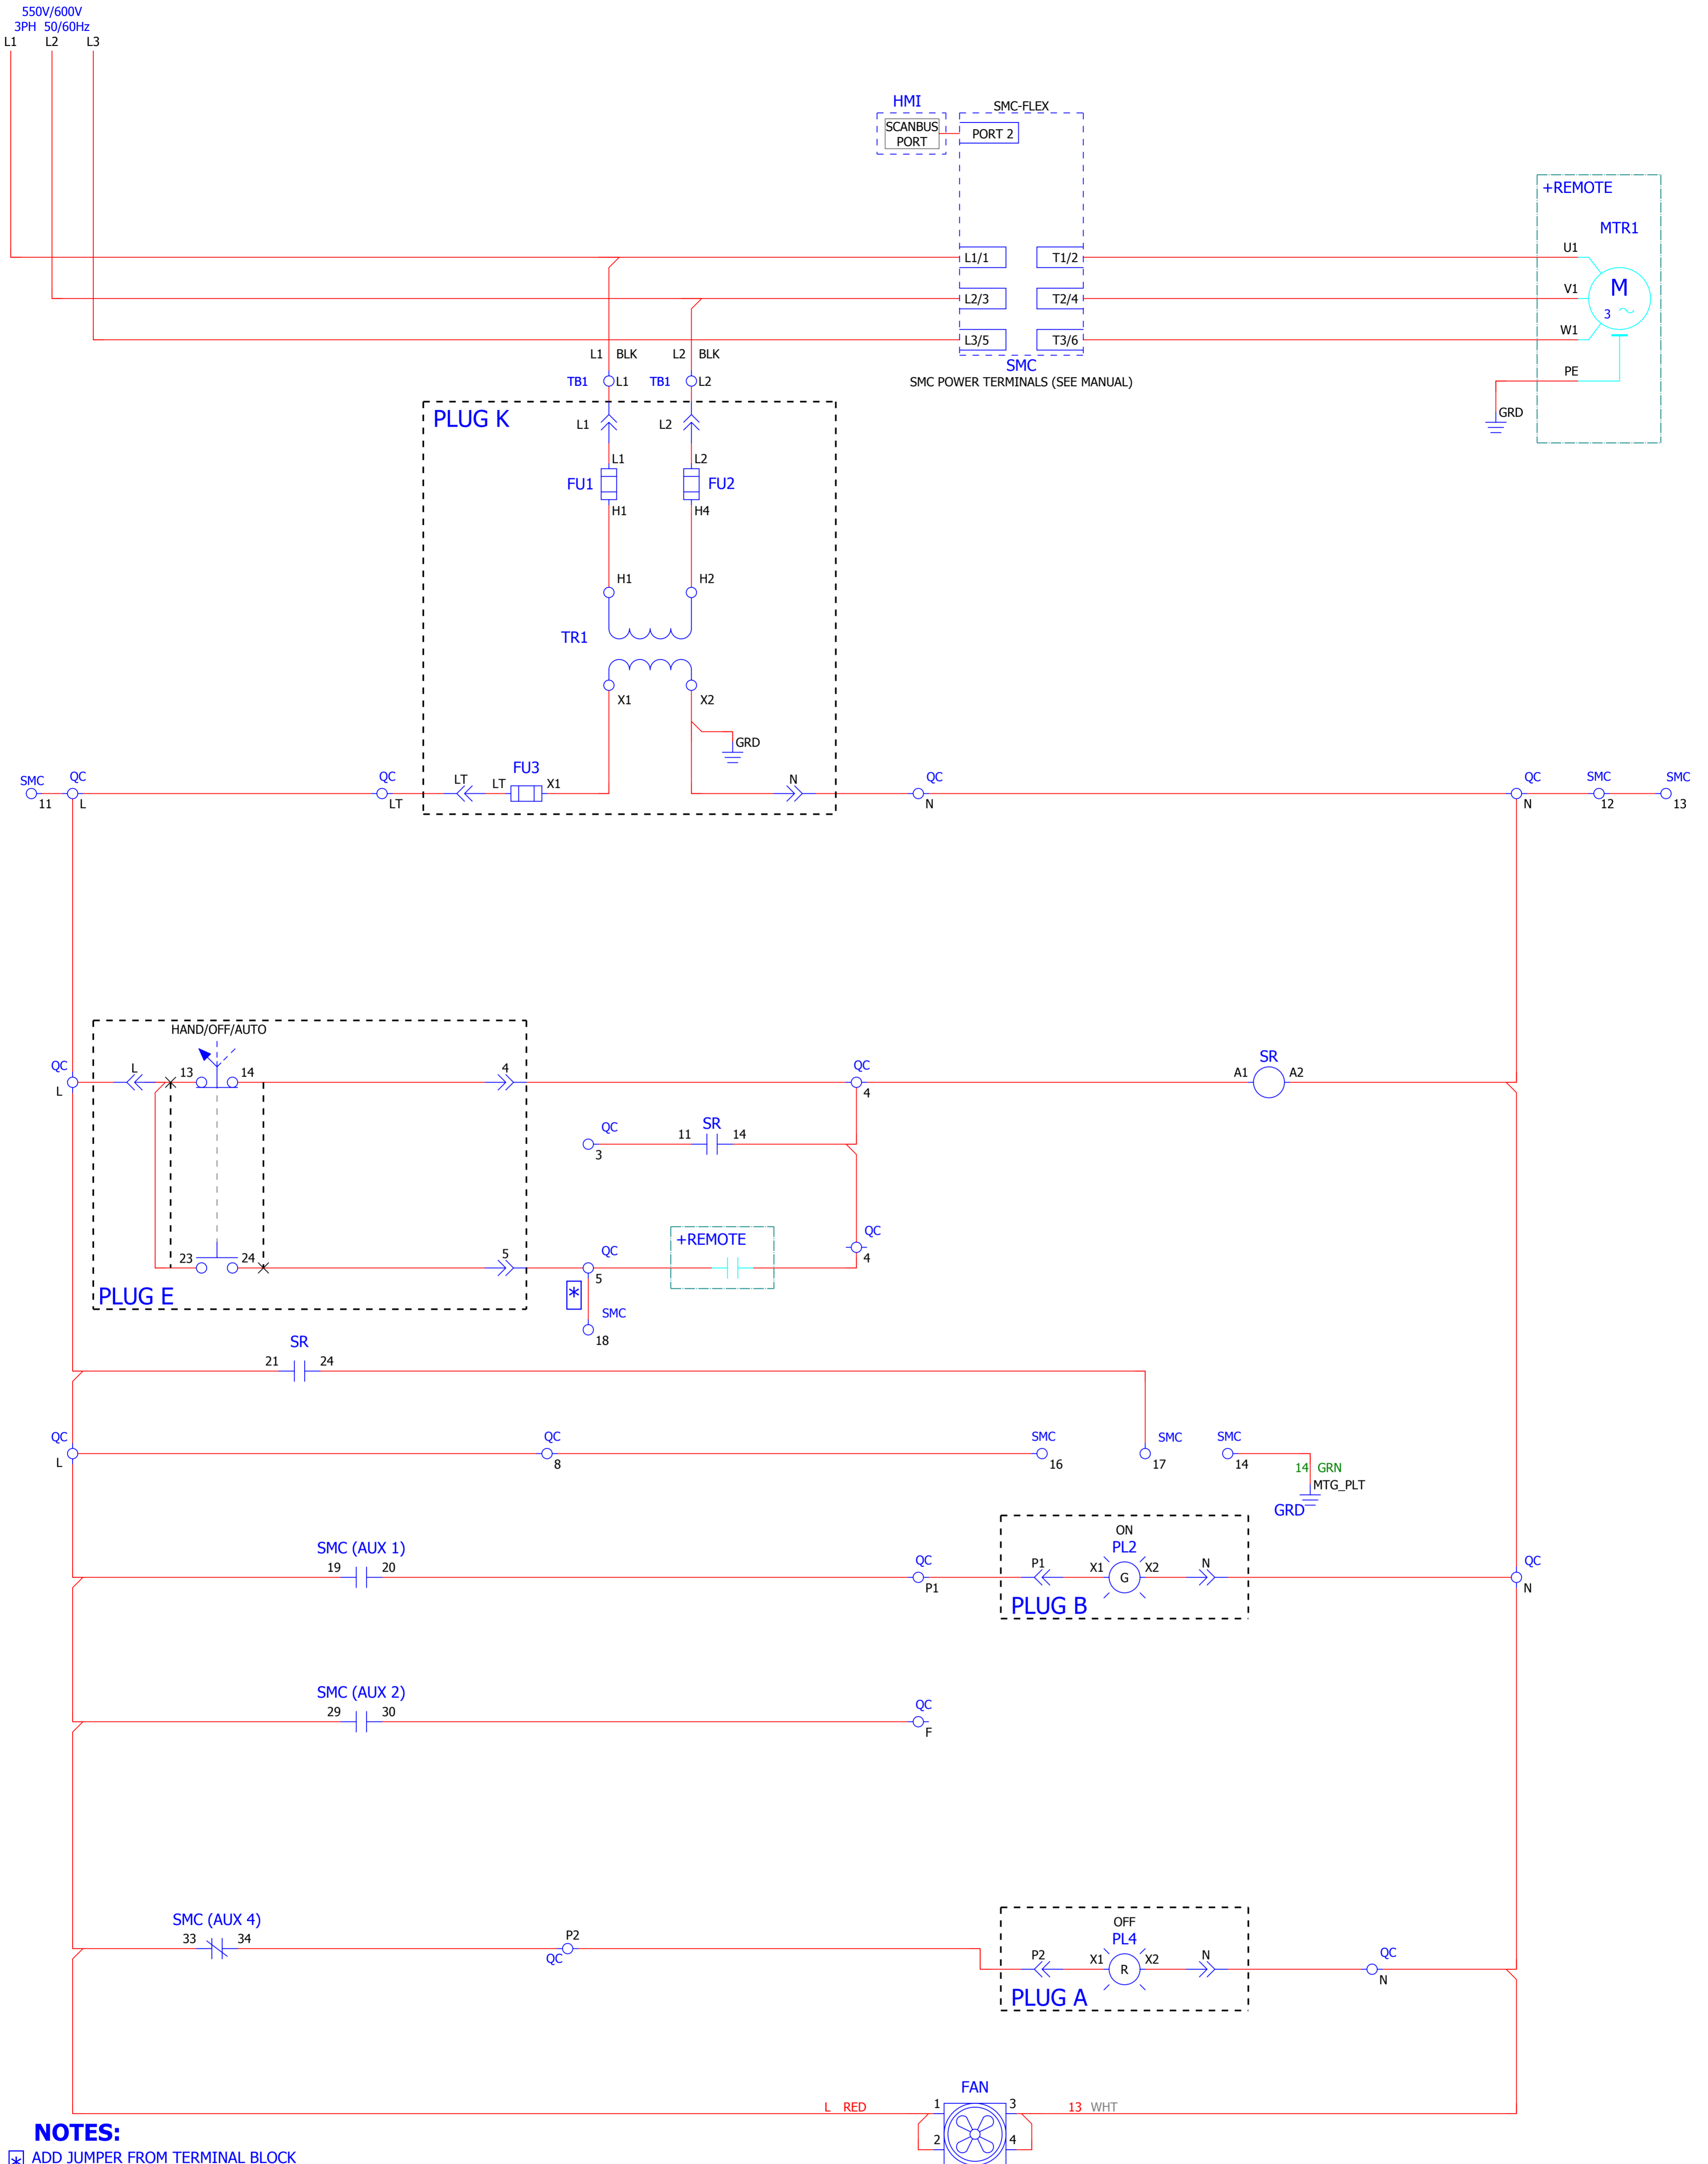 550V/600V
3PH 50/60Hz
L1 L2 L3
HMI
SCANBUS
PORT
SMC-FLEX
PORT 2
+REMOTE
MTR1
U1
V1
W1
PE
M
3
GRD
L1/1 T1/2
L2/3 T2/4
L3/5 T3/6
SMC
SMC POWER TERMINALS (SEE MANUAL)
L1 BLK L2 BLK
TB1 L1 TB1 L2
PLUG K
L1 L2
L1 L2
FU1 FU2
H1 H4
H1 H2
TR1
X1 X2
GRD
SMC QC QC LT LT FU3 X1 N QC QC SMC SMC
11 L LT N N 12 13
HAND/OFF/AUTO
QC L 13 14 4 QC SR
L 4 A1 A2
QC SR
3 11 14
QC
4
+REMOTE
23 24 5 QC
5
PLUG E
*
SMC
18
SR
21 24
QC QC SMC SMC SMC
L 8 16 17 14
14 GRN
MTG_PLT
GRD
ON
SMC (AUX 1) PL2
19 20 QC P1 X1 G X2 N QC
P1 N
PLUG B
SMC (AUX 2)
29 30 QC
F
OFF
SMC (AUX 4) PL4
33 34 P2 P2 X1 R X2 N QC
QC N
PLUG A
FAN
L RED 1 3 13 WHT
2 4
NOTES:
* ADD JUMPER FROM TERMINAL BLOCK